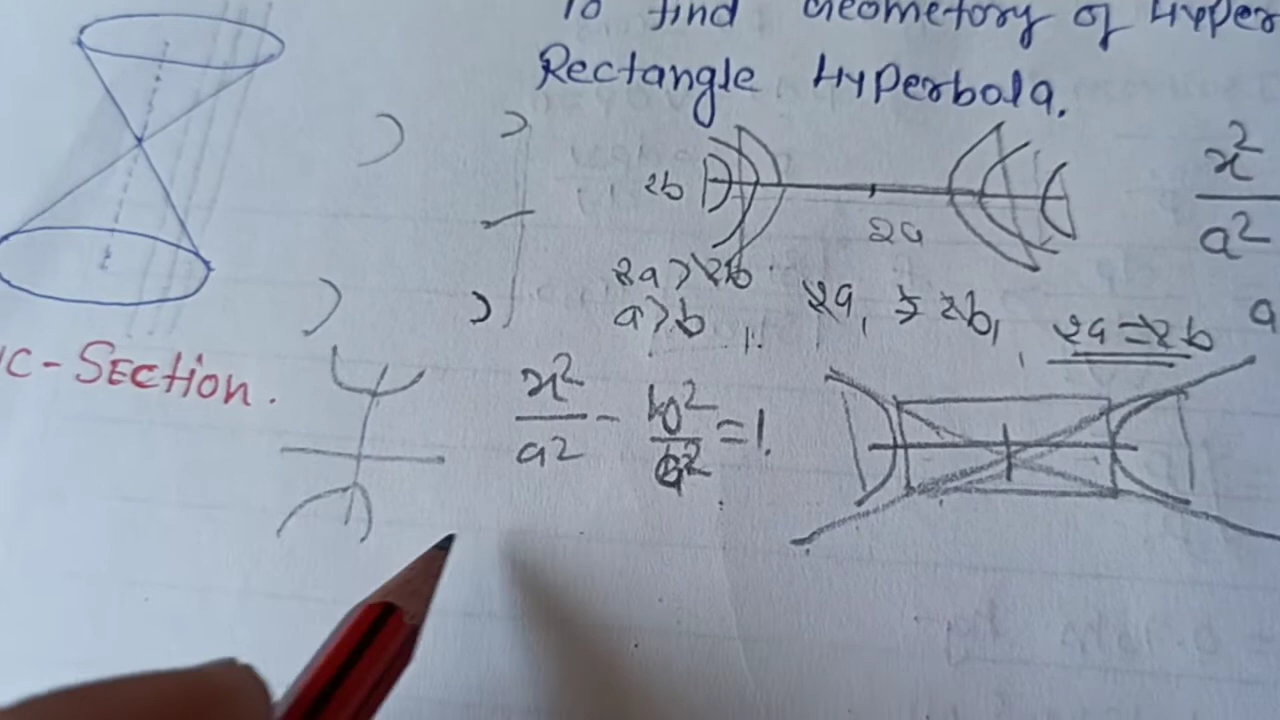 To find Geometory of Hyper
Rectangle Hyperbola.
2b
2a
x²
a²
2a > 2b
a > b ,
2a, > 2b,
2a = 2b
a
C-SECTION.
x²/a² - y²/a² = 1.